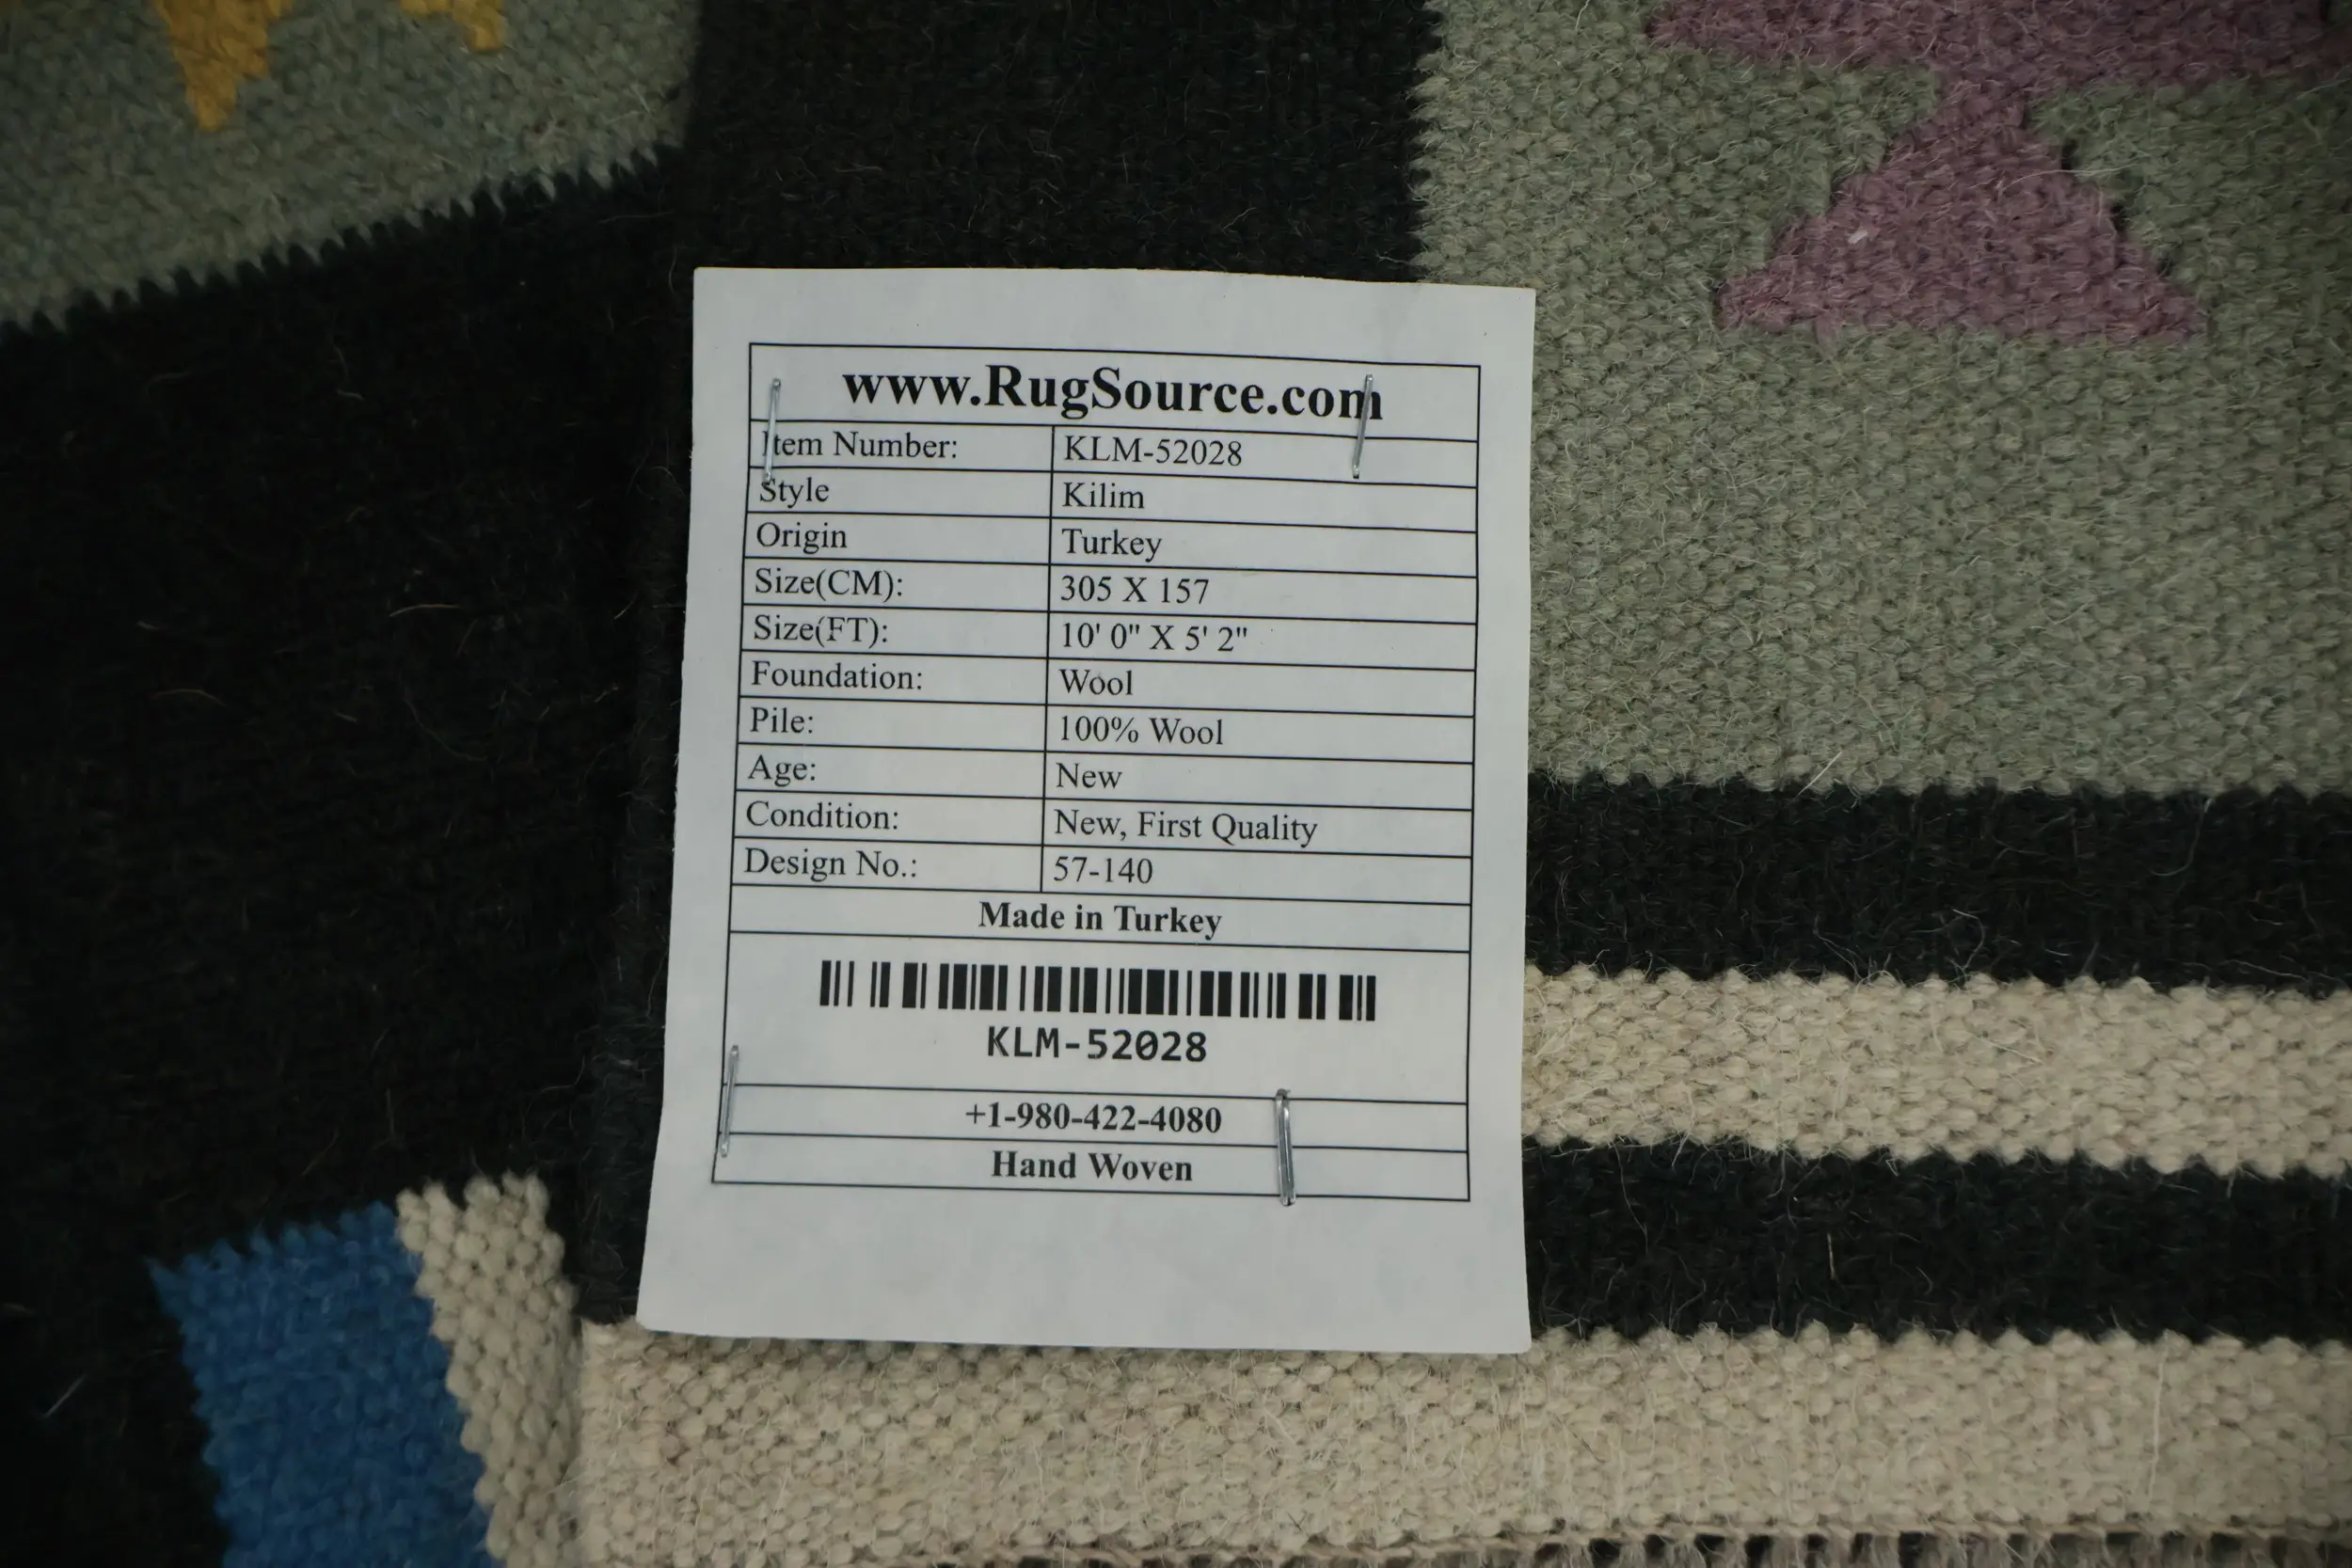 www.RugSource.com
Item Number: KLM-52028
Style Kilim
Origin Turkey
Size(CM): 305 X 157
Size(FT): 10' 0" X 5' 2"
Foundation: Wool
Pile: 100% Wool
Age: New
Condition: New, First Quality
Design No.: 57-140
Made in Turkey
KLM-52028
+1-980-422-4080
Hand Woven